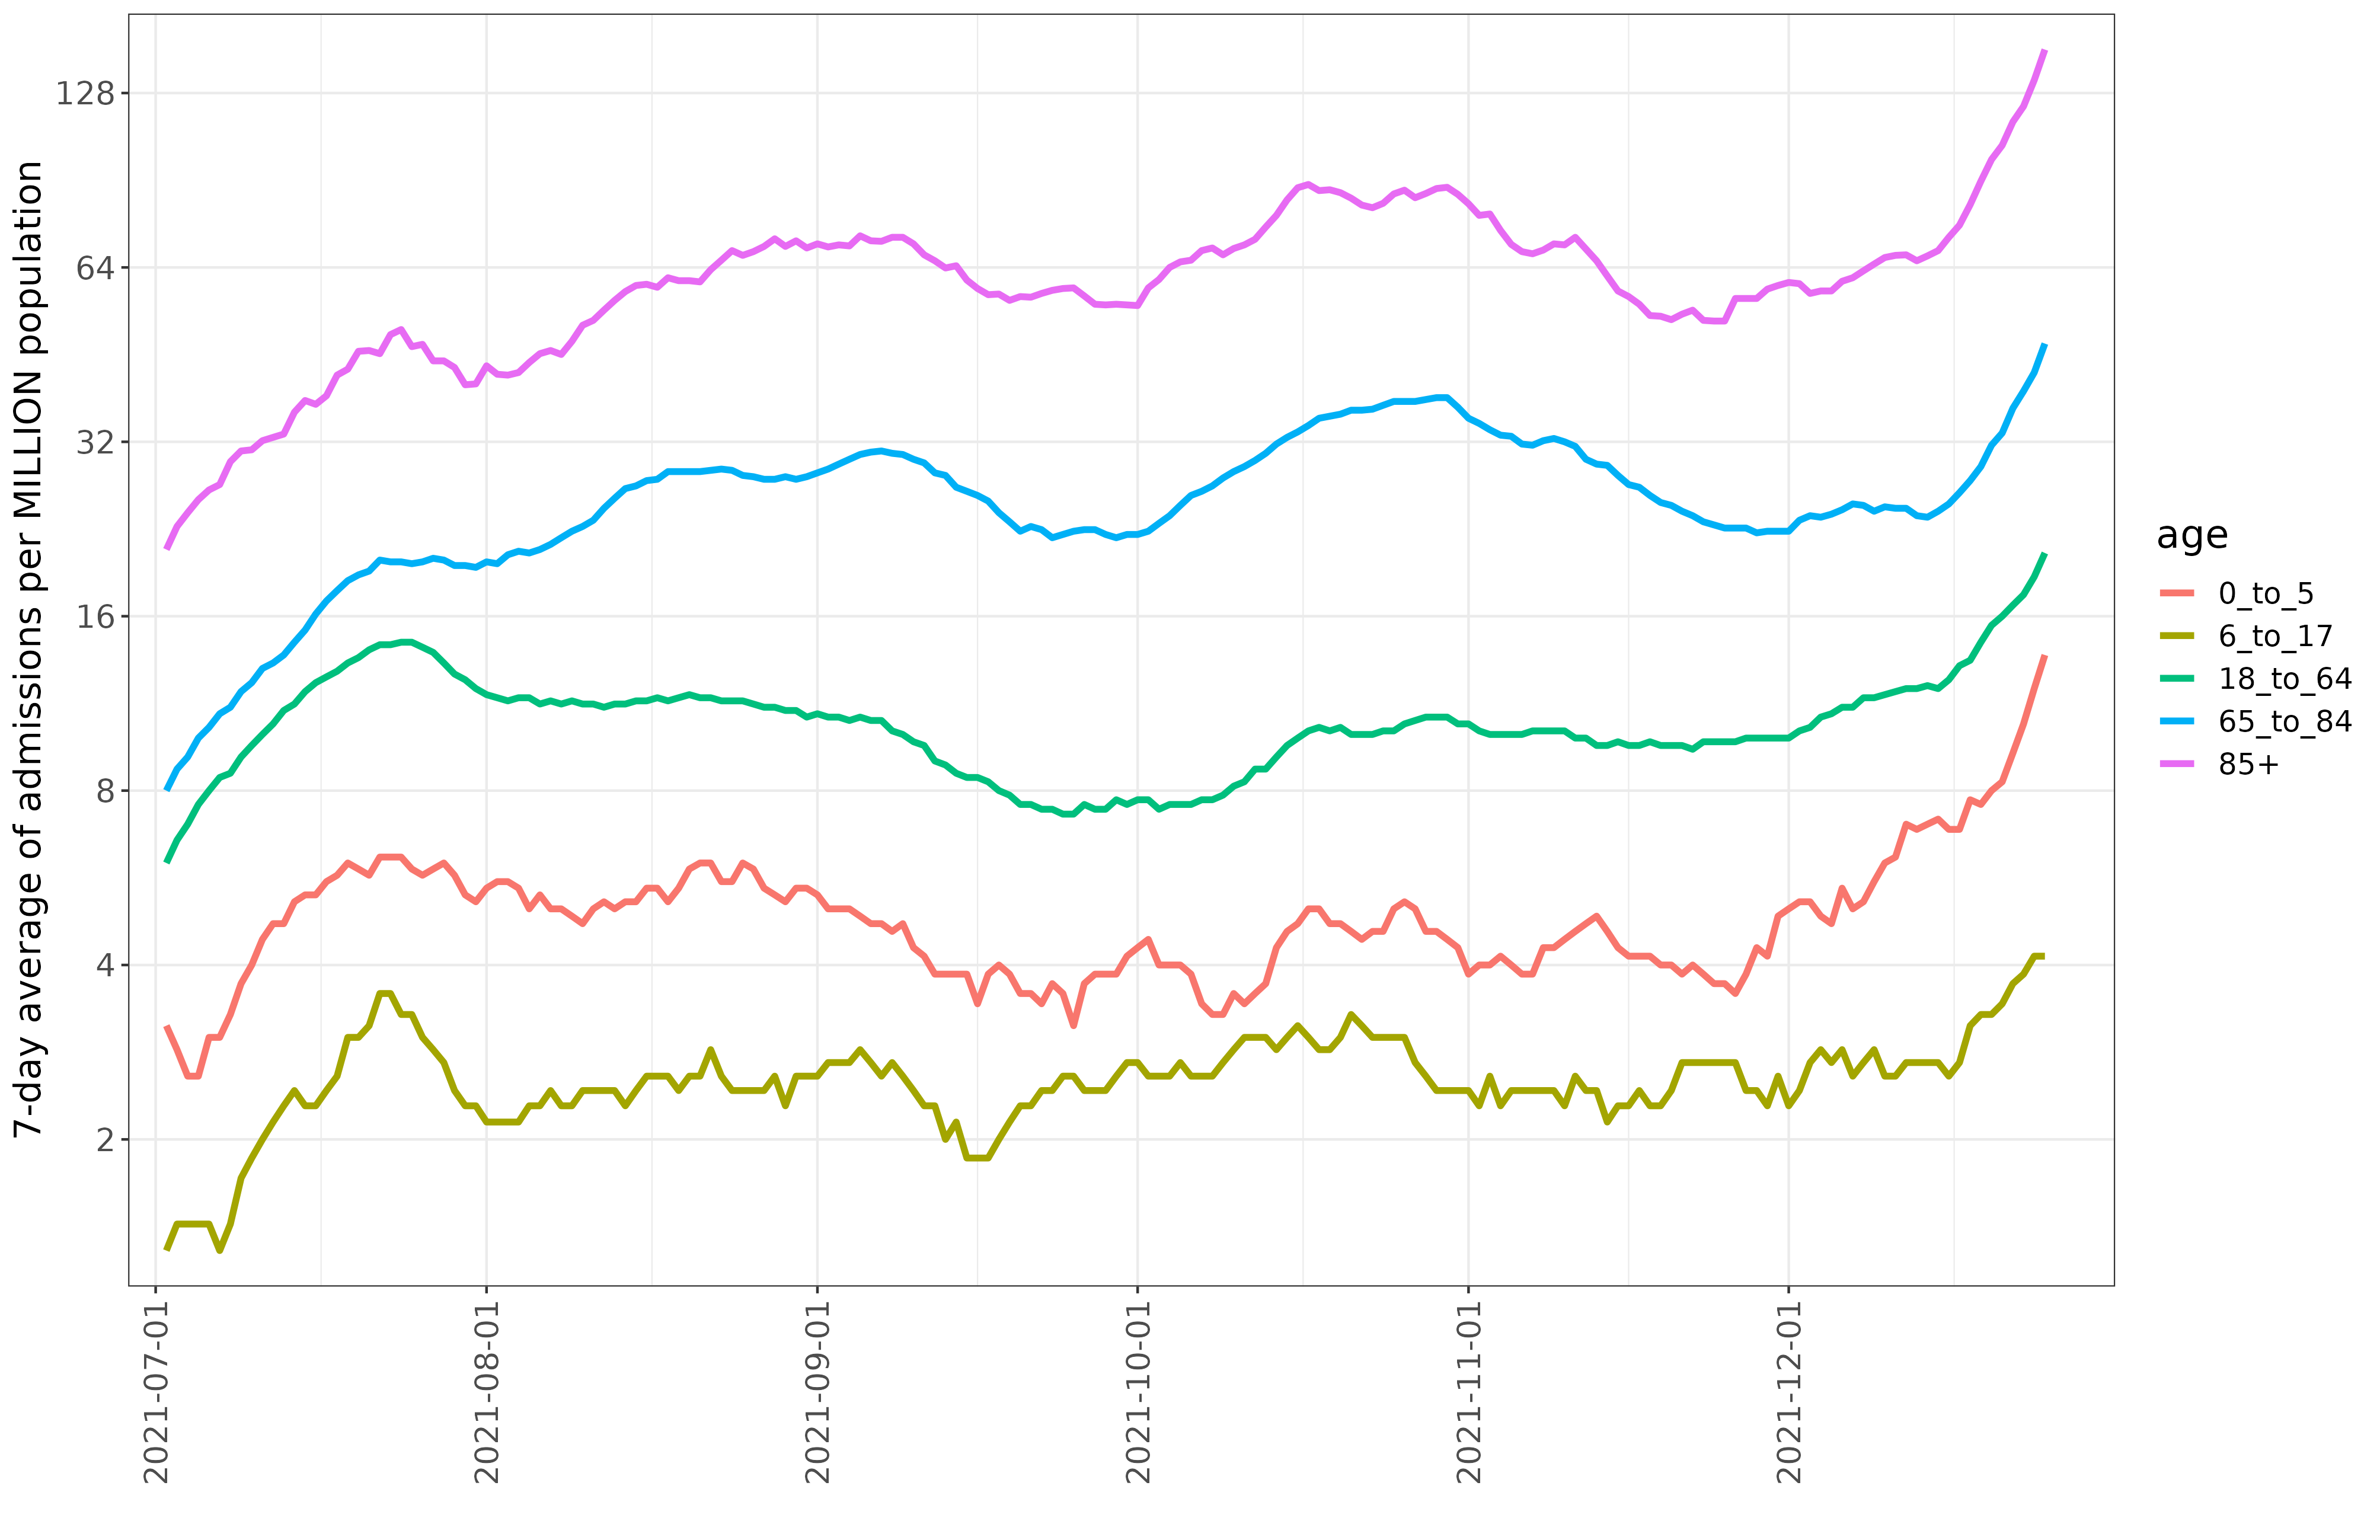 7-day average of admissions per MILLION population
128
64
32
16
8
4
2
2021-07-01
2021-08-01
2021-09-01
2021-10-01
2021-11-01
2021-12-01
age
0_to_5
6_to_17
18_to_64
65_to_84
85+